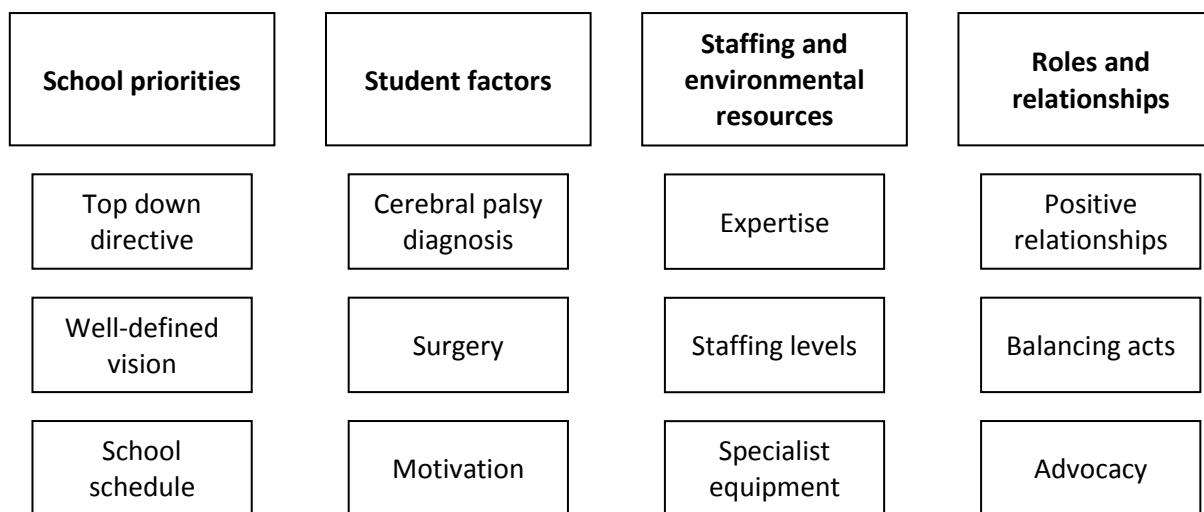 School priorities
Student factors
Staffing and
environmental
resources
Roles and
relationships
Top down
directive
Cerebral palsy
diagnosis
Expertise
Positive
relationships
Well-defined
vision
Surgery
Staffing levels
Balancing acts
School
schedule
Motivation
Specialist
equipment
Advocacy